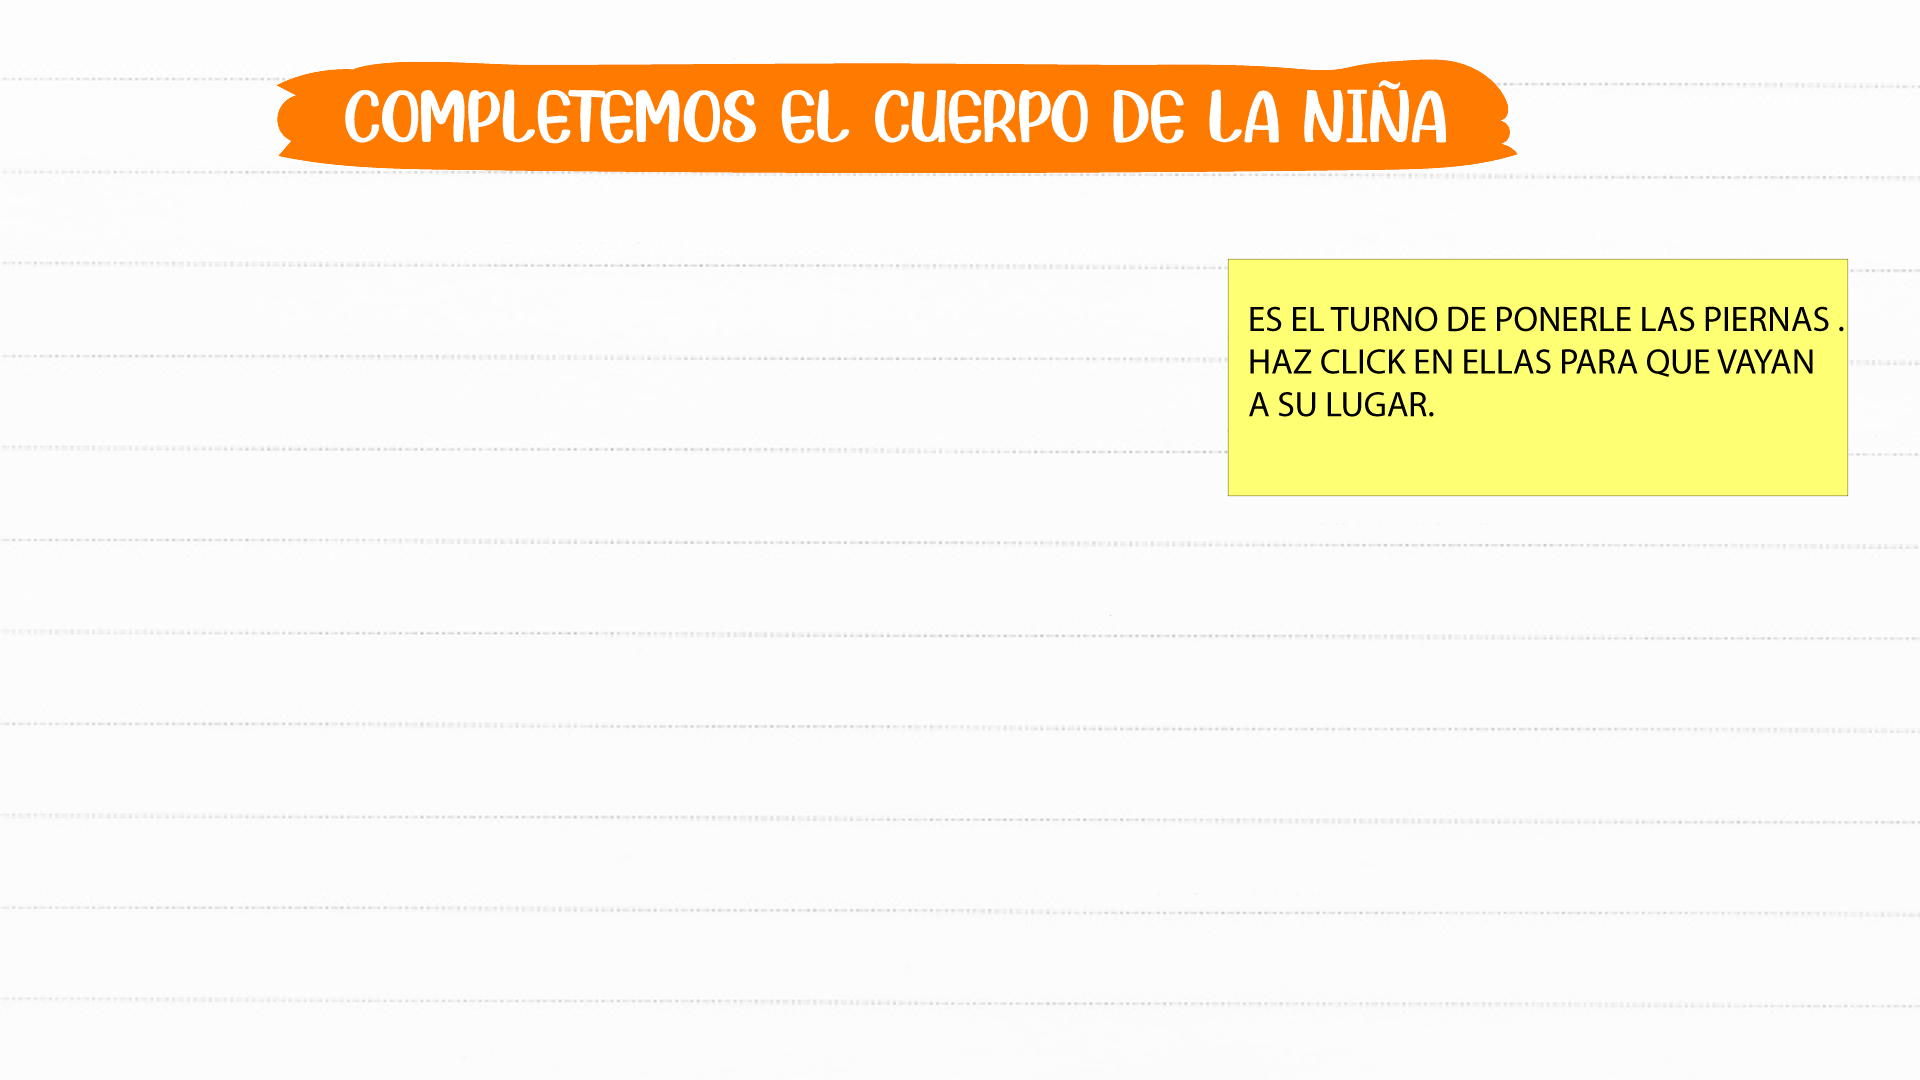 COMPLETEMOS EL CUERPO DE LA NIÑA
ES EL TURNO DE PONERLE LAS PIERNAS .
HAZ CLICK EN ELLAS PARA QUE VAYAN
A SU LUGAR.